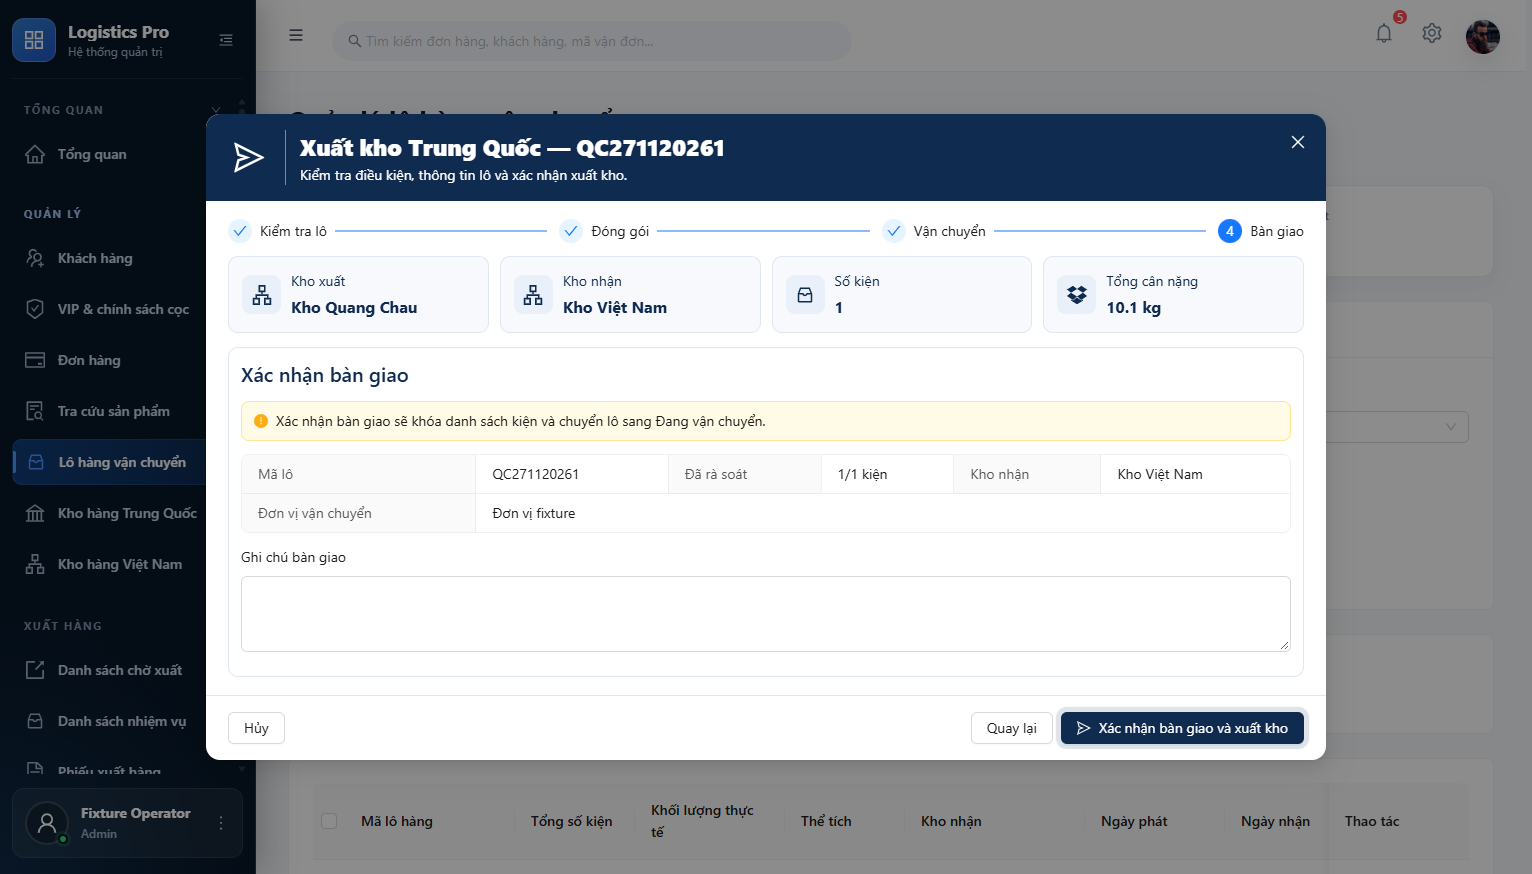 Logistics Pro
Hệ thống quản trị
Tìm kiếm đơn hàng, khách hàng, mã vận đơn...
5
TỔNG QUAN
Tổng quan
QUẢN LÝ
Khách hàng
VIP & chính sách cọc
Đơn hàng
Tra cứu sản phẩm
Lô hàng vận chuyển
Kho hàng Trung Quốc
Kho hàng Việt Nam
XUẤT HÀNG
Danh sách chờ xuất
Danh sách nhiệm vụ
Phiếu xuất hàng
Fixture Operator
Admin
Xuất kho Trung Quốc — QC271120261
Kiểm tra điều kiện, thông tin lô và xác nhận xuất kho.
Kiểm tra lô
Đóng gói
Vận chuyển
4 Bàn giao
Kho xuất
Kho Quang Chau
Kho nhận
Kho Việt Nam
Số kiện
1
Tổng cân nặng
10.1 kg
Xác nhận bàn giao
Xác nhận bàn giao sẽ khóa danh sách kiện và chuyển lô sang Đang vận chuyển.
Mã lô QC271120261 Đã rà soát 1/1 kiện Kho nhận Kho Việt Nam
Đơn vị vận chuyển Đơn vị fixture
Ghi chú bàn giao
Hủy
Quay lại
Xác nhận bàn giao và xuất kho
Mã lô hàng
Tổng số kiện
Khối lượng thực
tế
Thể tích
Kho nhận
Ngày phát
Ngày nhận
Thao tác